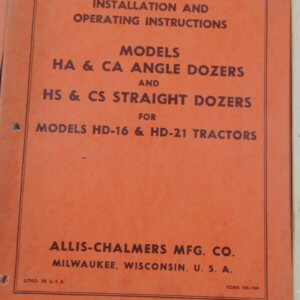 INSTALLATION AND
OPERATING INSTRUCTIONS
MODELS
HA & CA ANGLE DOZERS
AND
HS & CS STRAIGHT DOZERS
FOR
MODELS HD-16 & HD-21 TRACTORS
ALLIS-CHALMERS MFG. CO.
MILWAUKEE, WISCONSIN, U. S. A.
LITHO. IN U.S.A.